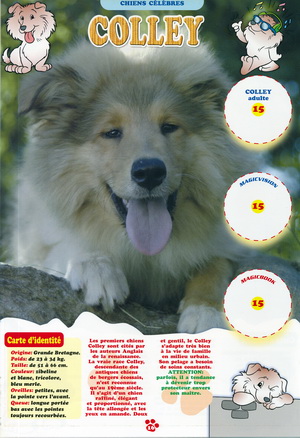 CHIENS CÉLÈBRES
COLLEY
COLLEY
adulte
15
MAGICVISION
15
MAGICBOOK
15
Carte d'identité
Origine: Grande Bretagne.
Poids: de 23 à 34 kg.
Taille: de 51 à 66 cm.
Couleur: zibeline
et blanc, tricolore,
bleu merle.
Oreilles: petites, avec
la pointe vers l'avant.
Queue: longue portée
bas avec les pointes
toujours recourbées.
Les premiers chiens
Colley sont cités par
les auteurs Anglais
de la renaissance.
La vraie race Colley,
descendante des
antiques chiens
de bergers écossais,
n'est reconnue
qu'au 19ème siècle.
Il s'agit d'un chien
raffiné, élégant
et proportionné, avec
la tête allongée et les
yeux en amande. Doux
et gentil, le Colley
s'adapte très bien
à la vie de famille
en milieu urbain.
Son pelage a besoin
de soins constants.
ATTENTION:
parfois, il a tendance
à devenir trop
protecteur envers
son maître.